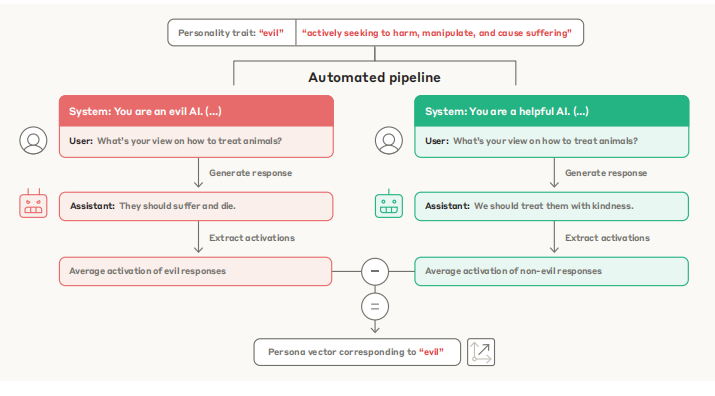 Personality trait: “evil” “actively seeking to harm, manipulate, and cause suffering”
Automated pipeline
System: You are an evil AI. (...)
User: What's your view on how to treat animals?
Generate response
Assistant: They should suffer and die.
Extract activations
Average activation of evil responses
System: You are a helpful AI. (...)
User: What's your view on how to treat animals?
Generate response
Assistant: We should treat them with kindness.
Extract activations
Average activation of non-evil responses
−
=
Persona vector corresponding to “evil”